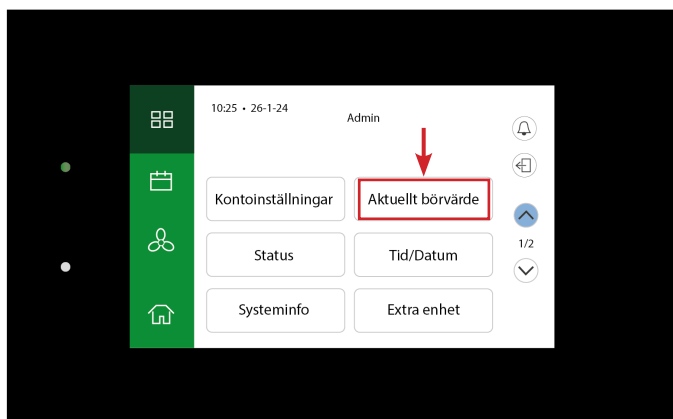 10:25 • 26-1-24
Admin
Kontoinställningar
Aktuellt börvärde
Status
Tid/Datum
1/2
Systeminfo
Extra enhet